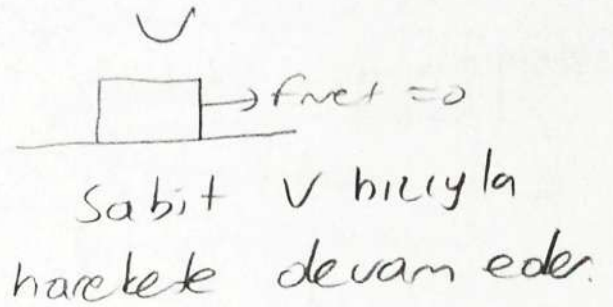 V
Fnet = 0
Sabit V hızıyla
harekete devam eder.